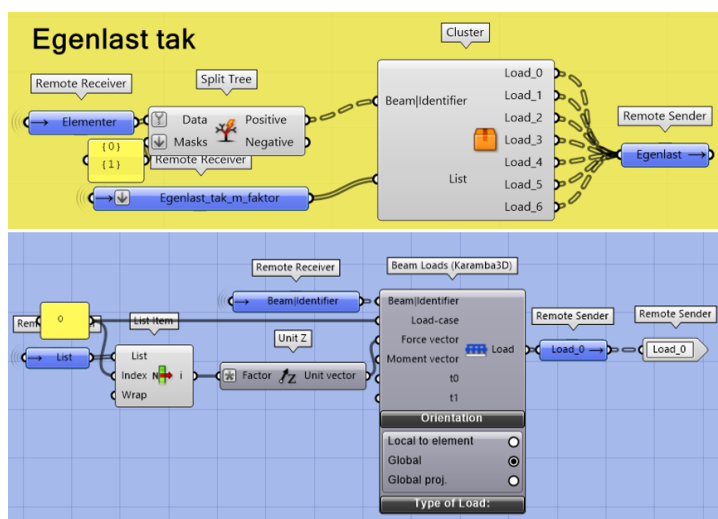 Egenlast tak
Cluster
Remote Receiver
Split Tree
Load_0
Elementer
Data
Positive
Beam|Identifier
Load_1
Load_2
Remote Sender
{0}
{1}
Masks
Negative
Load_3
Egenlast
Remote Receiver
Load_4
Egenlast_tak_m_faktor
List
Load_5
Load_6
Remote Receiver
Beam Loads (Karamba3D)
Beam|Identifier
Beam|Identifier
Remote Sender
Remote Sender
0
List Item
Load-case
Unit Z
Force vector
List
List
Moment vector
Load
Load_0
Load_0
Index
N
i
Factor
Unit vector
t0
Wrap
t1
Orientation
Local to element
Global
Global proj.
Type of Load: